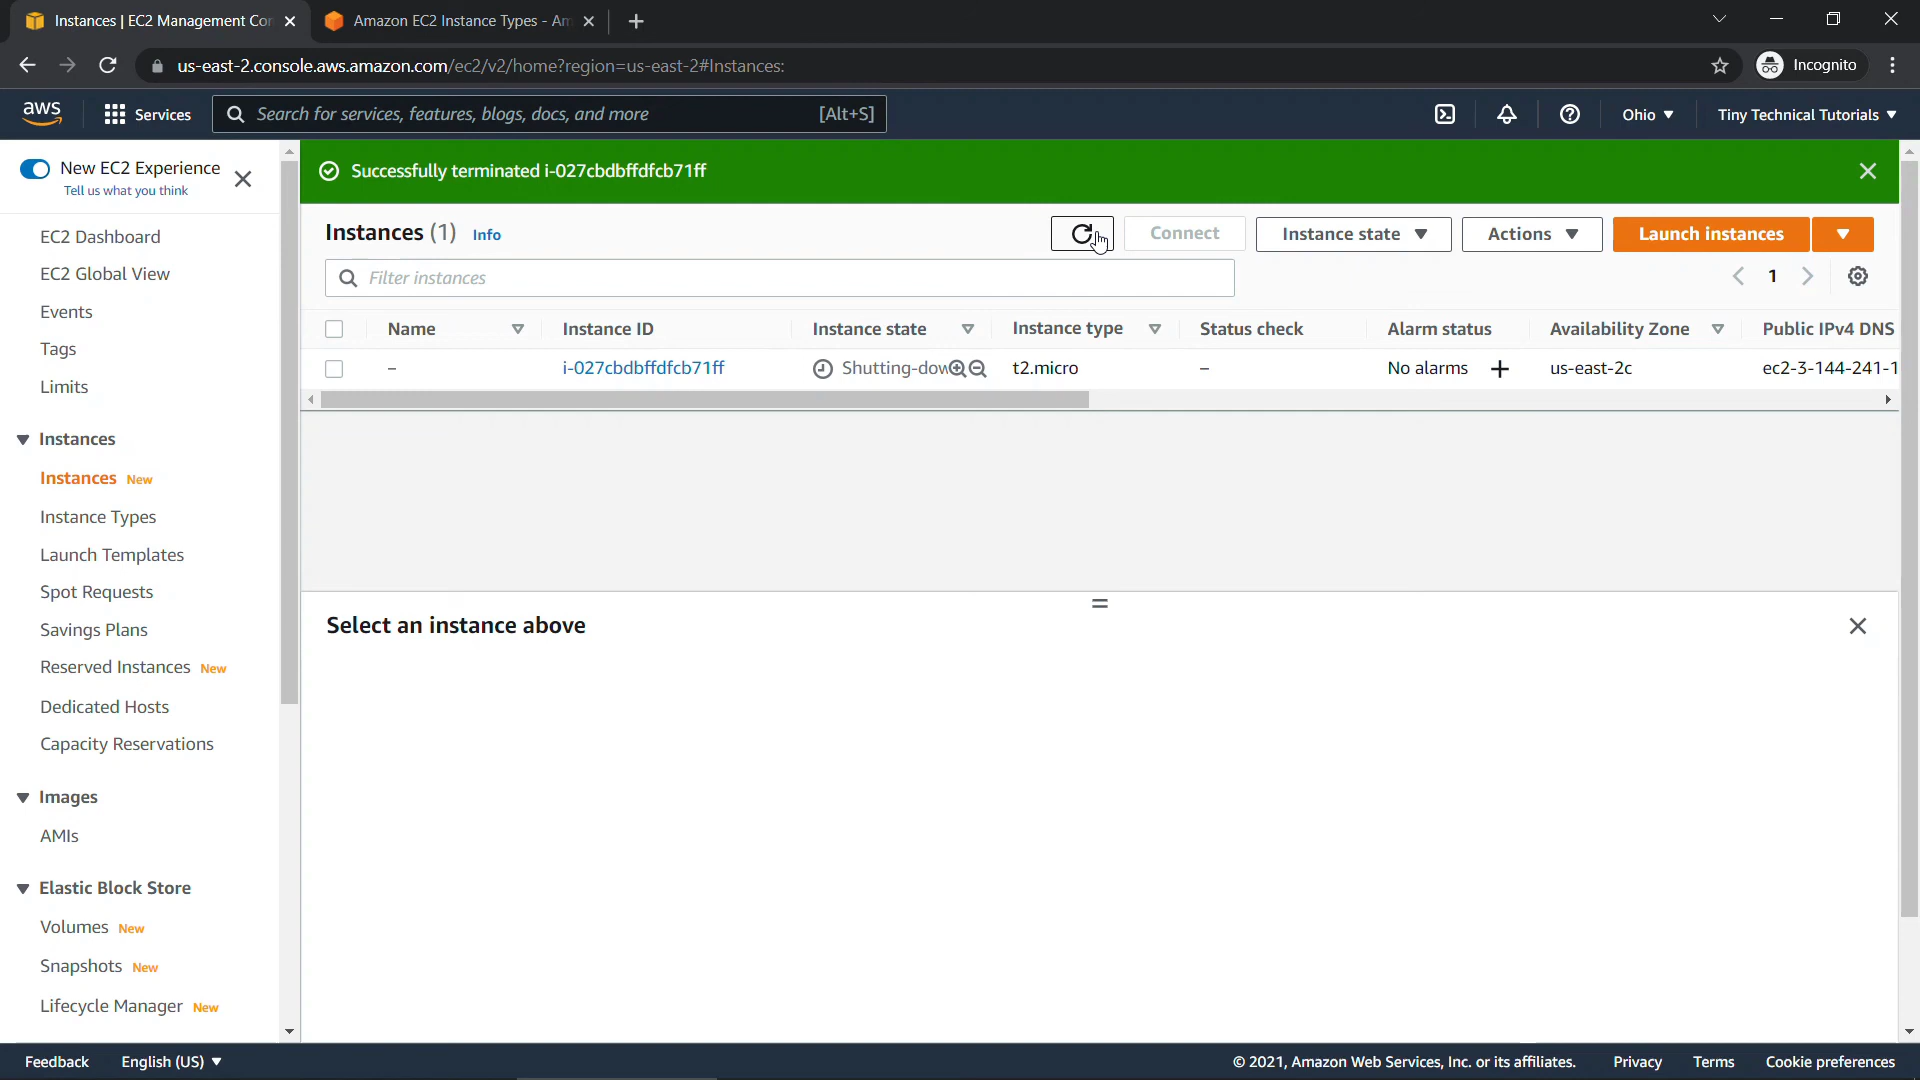 Instances | EC2 Management Con
Amazon EC2 Instance Types - Am
us-east-2.console.aws.amazon.com/ec2/v2/home?region=us-east-2#Instances:
Incognito
aws
Services
Search for services, features, blogs, docs, and more
[Alt+S]
Ohio
Tiny Technical Tutorials
New EC2 Experience
Tell us what you think
EC2 Dashboard
EC2 Global View
Events
Tags
Limits
Instances
Instances New
Instance Types
Launch Templates
Spot Requests
Savings Plans
Reserved Instances New
Dedicated Hosts
Capacity Reservations
Images
AMIs
Elastic Block Store
Volumes New
Snapshots New
Lifecycle Manager New
Successfully terminated i-027cbdbffdfcb71ff
Instances (1) Info
Connect
Instance state
Actions
Launch instances
Filter instances
1
Name Instance ID Instance state Instance type Status check Alarm status Availability Zone Public IPv4 DNS
– i-027cbdbffdfcb71ff Shutting-dow t2.micro – No alarms + us-east-2c ec2-3-144-241-1
Select an instance above
Feedback English (US) © 2021, Amazon Web Services, Inc. or its affiliates. Privacy Terms Cookie preferences